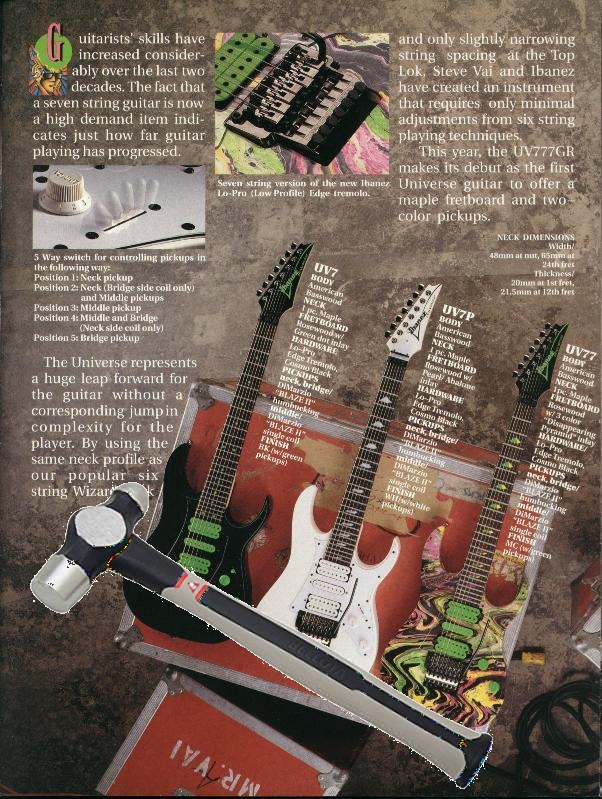 Guitarists' skills have
increased consider-
ably over the last two
decades. The fact that
a seven string guitar is now
a high demand item indi-
cates just how far guitar
playing has progressed.
Seven string version of the new Ibanez
Lo-Pro (Low Profile) Edge tremolo.
and only slightly narrowing
string spacing at the Top
Lok, Steve Vai and Ibanez
have created an instrument
that requires only minimal
adjustments from six string
playing techniques.
This year, the UV777GR
makes its debut as the first
Universe guitar to offer a
maple fretboard and two-
color pickups.
NECK DIMENSIONS
Width/
48mm at nut, 65mm at
24th fret
Thickness/
20mm at 1st fret,
21.5mm at 12th fret
5 Way switch for controlling pickups in
the following way:
Position 1: Neck pickup
Position 2: Neck (Bridge side coil only)
and Middle pickups
Position 3: Middle pickup
Position 4: Middle and Bridge
(Neck side coil only)
Position 5: Bridge pickup
The Universe represents
a huge leap forward for
the guitar without a
corresponding jump in
complexity for the
player. By using the
same neck profile as
our popular six
string
UV7
BODY
American
Basswood
NECK
1 pc. Maple
FRETBOARD
Rosewood w/
Green dot inlay
HARDWARE
Lo-Pro
Edge Tremolo,
Cosmo Black
PICKUPS
neck, bridge/
DiMarzio
"BLAZE II"
humbucking
middle/
DiMarzio
"BLAZE II"
single coil
FINISH
BK (w/green
pickups)
UV7P
BODY
American
Basswood
NECK
1 pc. Maple
FRETBOARD
Rosewood w/
Pearl/ Abalone
inlay
HARDWARE
Lo-Pro
Edge Tremolo,
Cosmo Black
PICKUPS
neck, bridge/
DiMarzio
"BLAZE II"
humbucking
middle/
DiMarzio
"BLAZE II"
single coil
FINISH
WH(w/white
pickups)
UV77
BODY
American
Basswood
NECK
1 pc. Maple
FRETBOARD
Rosewood
w/3 color
"Disappearing
Pyramid" inlay
HARDWARE/
Lo-Pro
Edge Tremolo,
Cosmo Black
PICKUPS
neck, bridge/
DiMarzio
"BLAZE II"
humbucking
middle/
DiMarzio
"BLAZE II"
single coil
FINISH
MC (w/green
pickups)
Ibanez
BELLOTA
MR. VAI